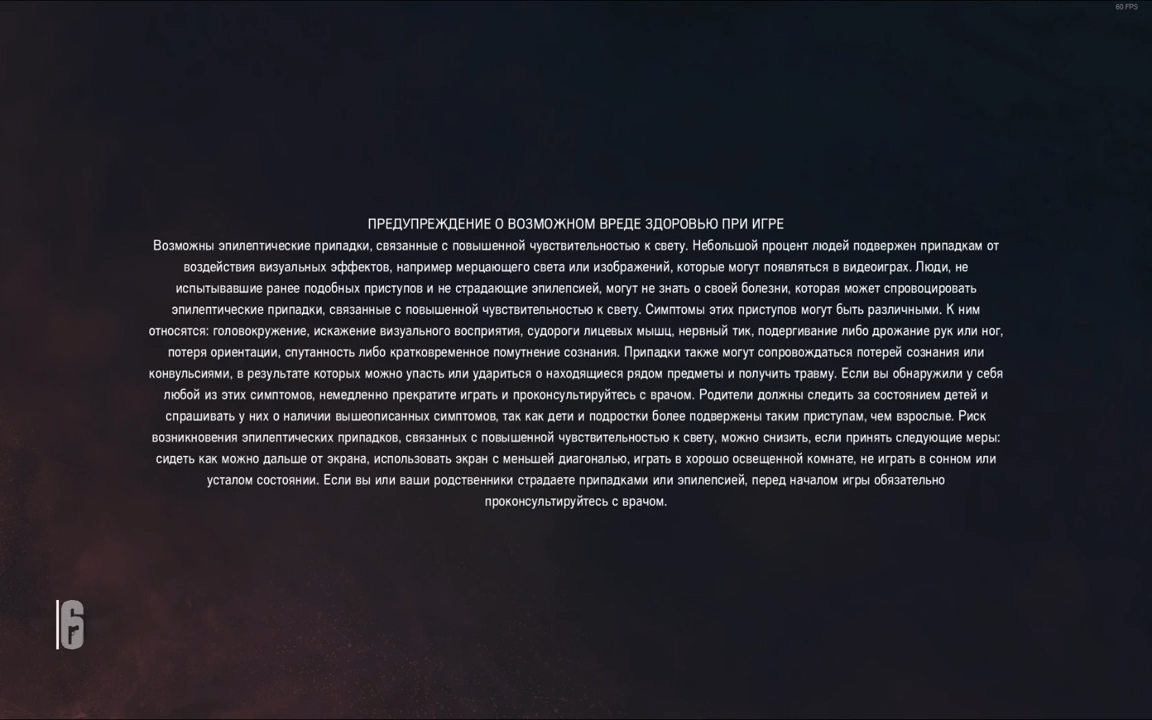 60 FPS
ПРЕДУПРЕЖДЕНИЕ О ВОЗМОЖНОМ ВРЕДЕ ЗДОРОВЬЮ ПРИ ИГРЕ
Возможны эпилептические припадки, связанные с повышенной чувствительностью к свету. Небольшой процент людей подвержен припадкам от
воздействия визуальных эффектов, например мерцающего света или изображений, которые могут появляться в видеоиграх. Люди, не
испытывавшие ранее подобных приступов и не страдающие эпилепсией, могут не знать о своей болезни, которая может спровоцировать
эпилептические припадки, связанные с повышенной чувствительностью к свету. Симптомы этих приступов могут быть различными. К ним
относятся: головокружение, искажение визуального восприятия, судороги лицевых мышц, нервный тик, подергивание либо дрожание рук или ног,
потеря ориентации, спутанность либо кратковременное помутнение сознания. Припадки также могут сопровождаться потерей сознания или
конвульсиями, в результате которых можно упасть или удариться о находящиеся рядом предметы и получить травму. Если вы обнаружили у себя
любой из этих симптомов, немедленно прекратите играть и проконсультируйтесь с врачом. Родители должны следить за состоянием детей и
спрашивать у них о наличии вышеописанных симптомов, так как дети и подростки более подвержены таким приступам, чем взрослые. Риск
возникновения эпилептических припадков, связанных с повышенной чувствительностью к свету, можно снизить, если принять следующие меры:
сидеть как можно дальше от экрана, использовать экран с меньшей диагональю, играть в хорошо освещенной комнате, не играть в сонном или
усталом состоянии. Если вы или ваши родственники страдаете припадками или эпилепсией, перед началом игры обязательно
проконсультируйтесь с врачом.
6